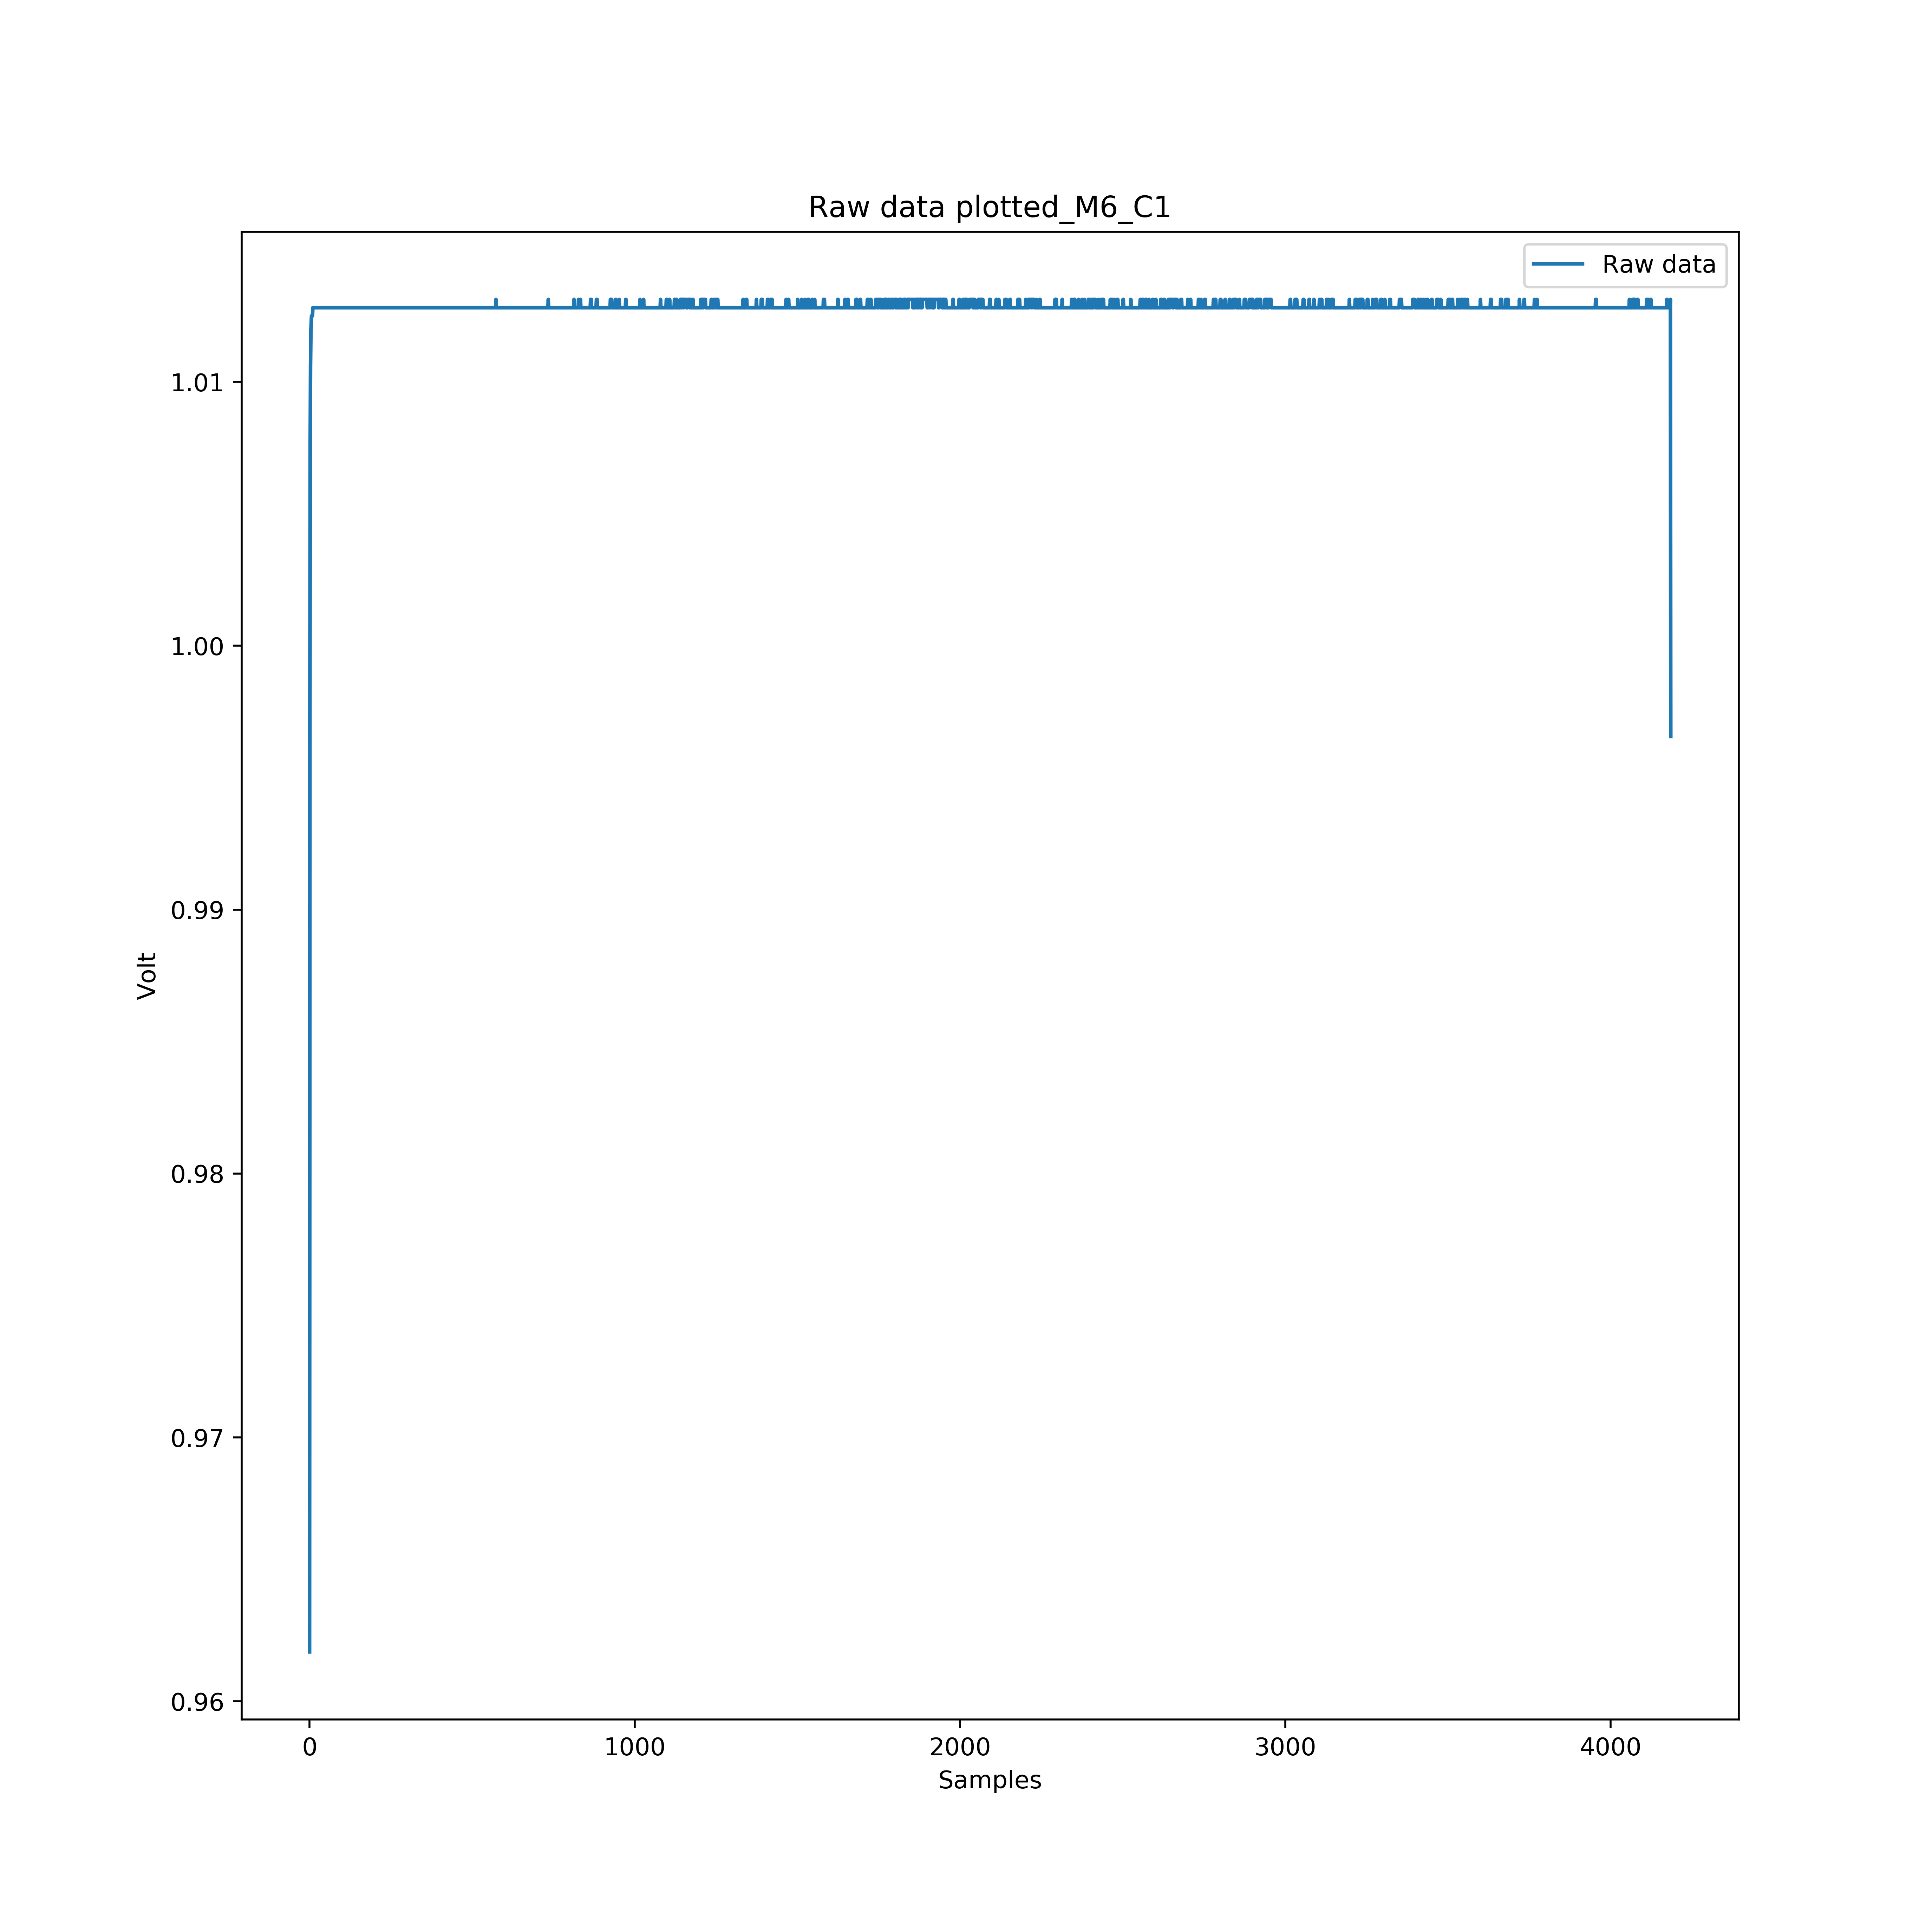 Raw data plotted_M6_C1
Raw data
1.01
1.00
0.99
0.98
0.97
0.96
Volt
0 1000 2000 3000 4000
Samples